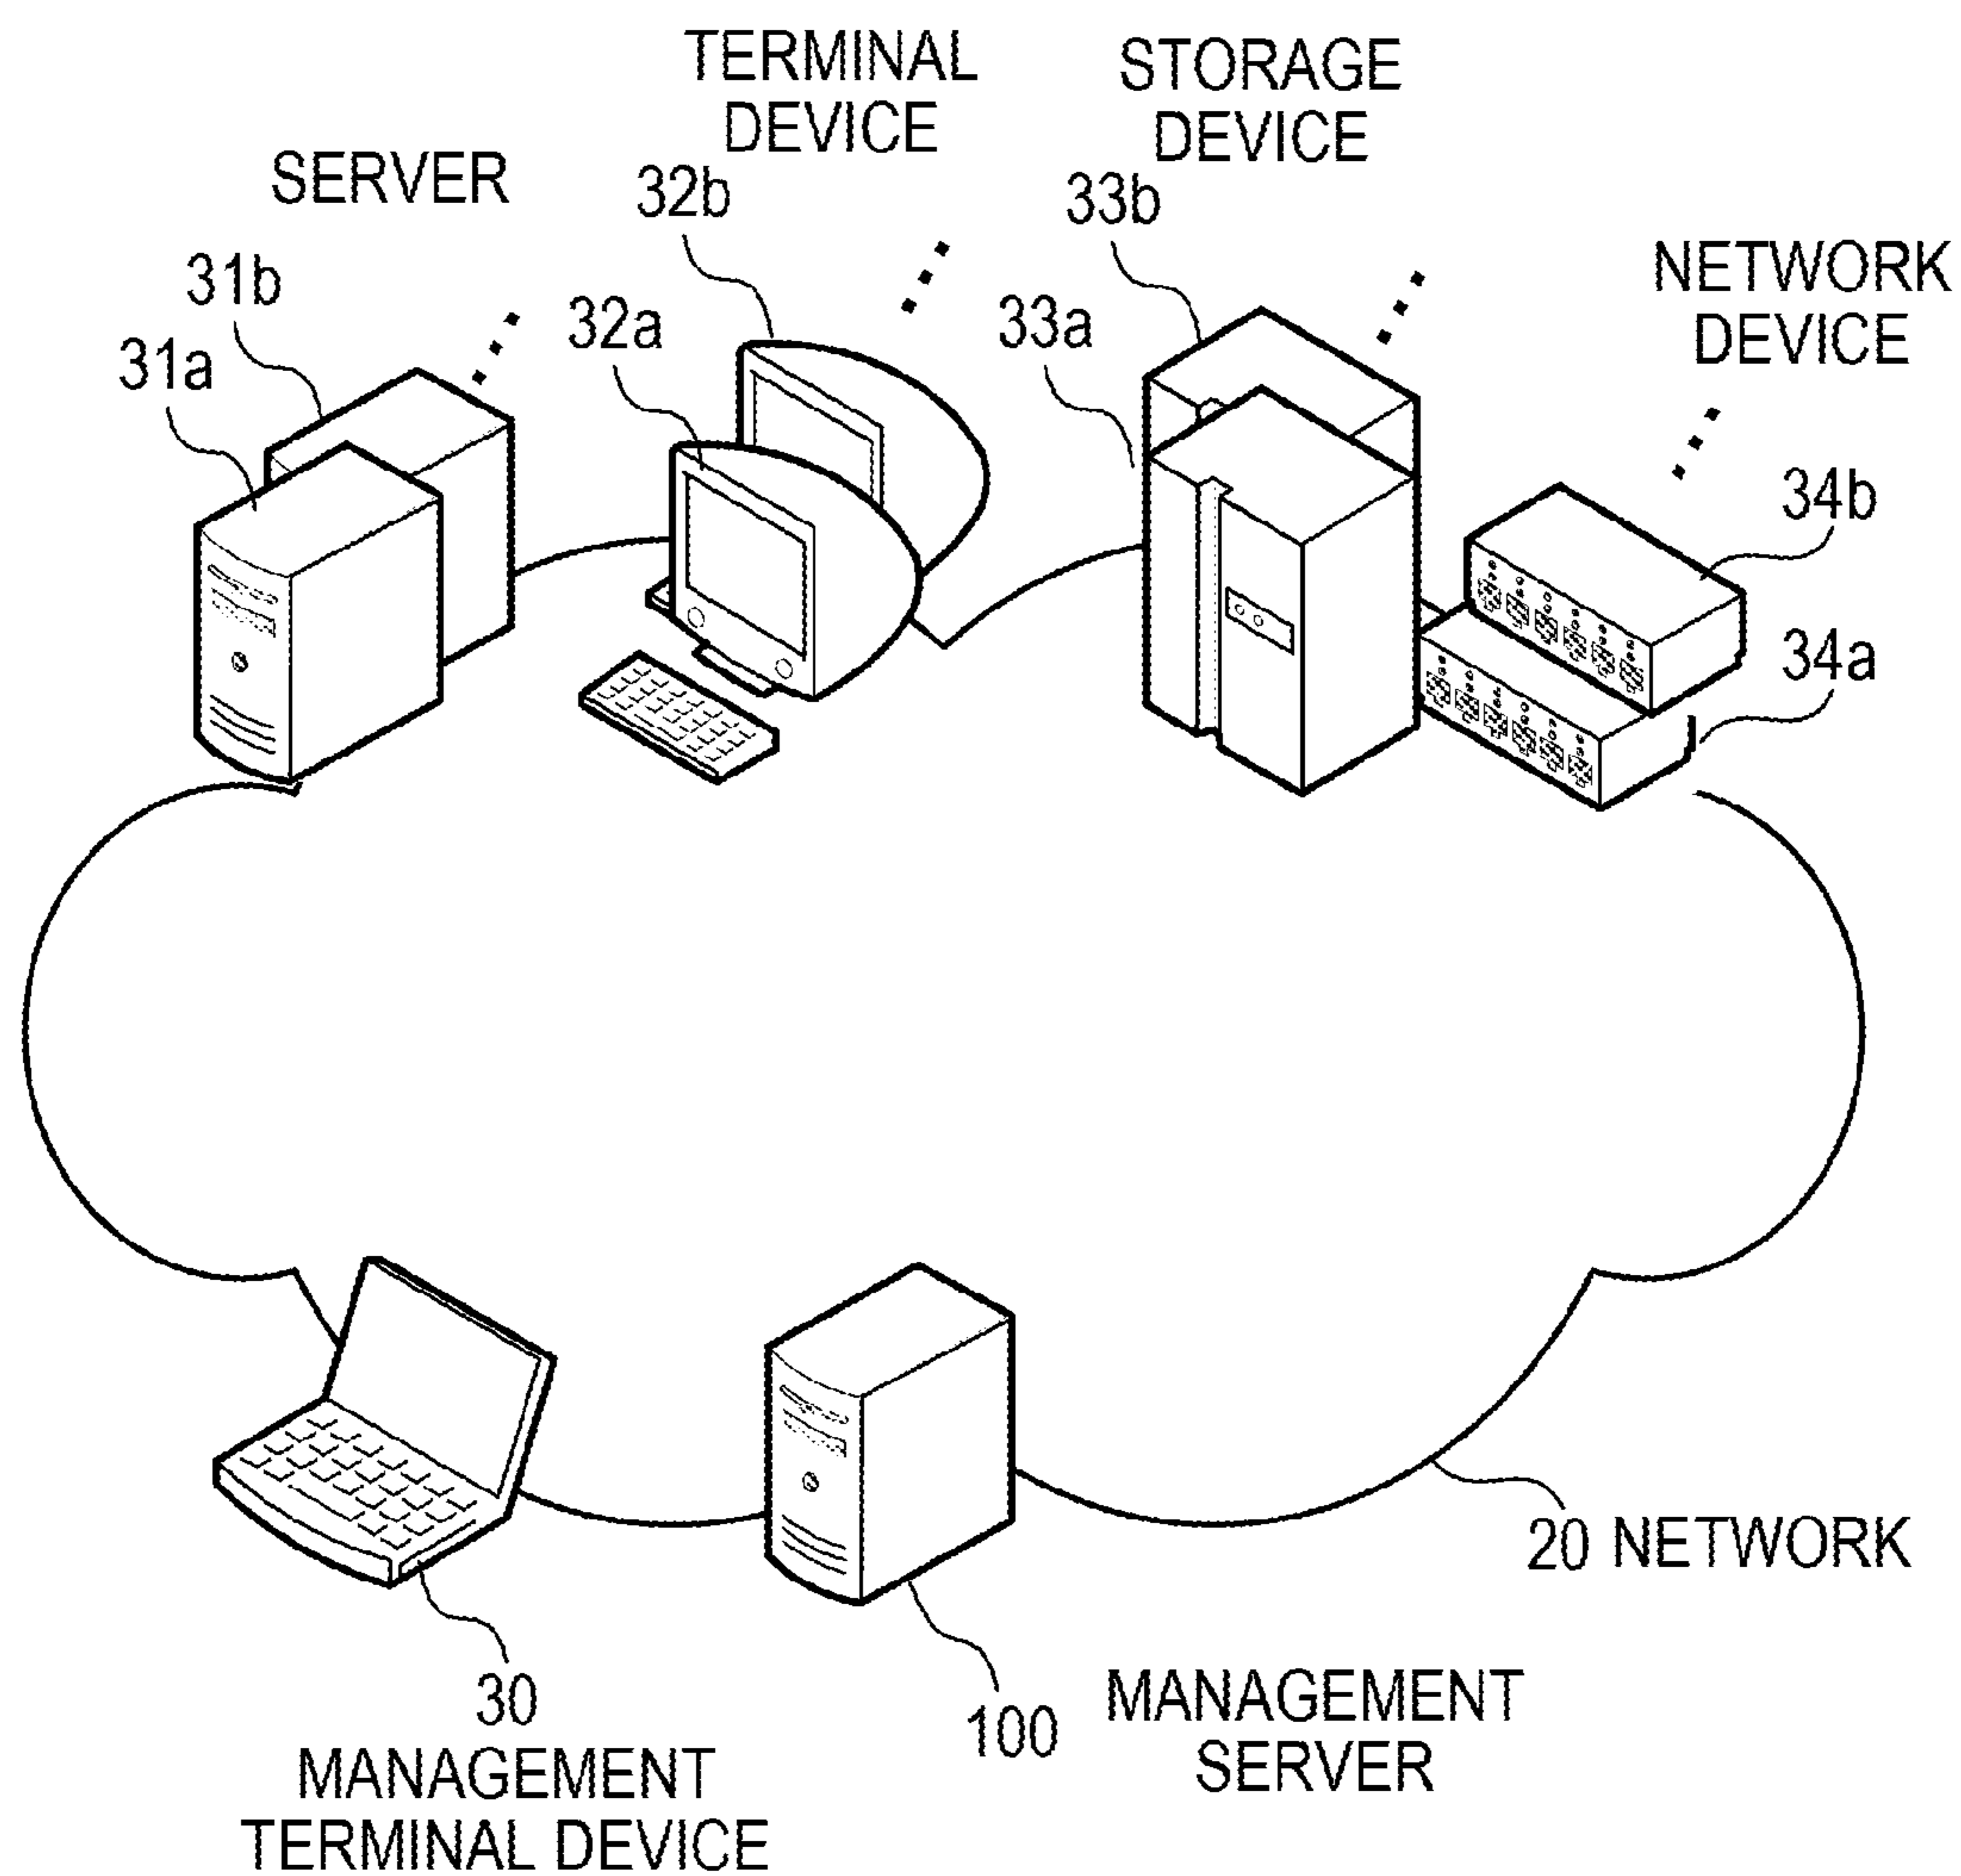 TERMINAL
DEVICE
STORAGE
DEVICE
SERVER
32b
33b
NETWORK
DEVICE
31b
32a
33a
31a
34b
34a
20 NETWORK
30
MANAGEMENT
TERMINAL DEVICE
100
MANAGEMENT
SERVER